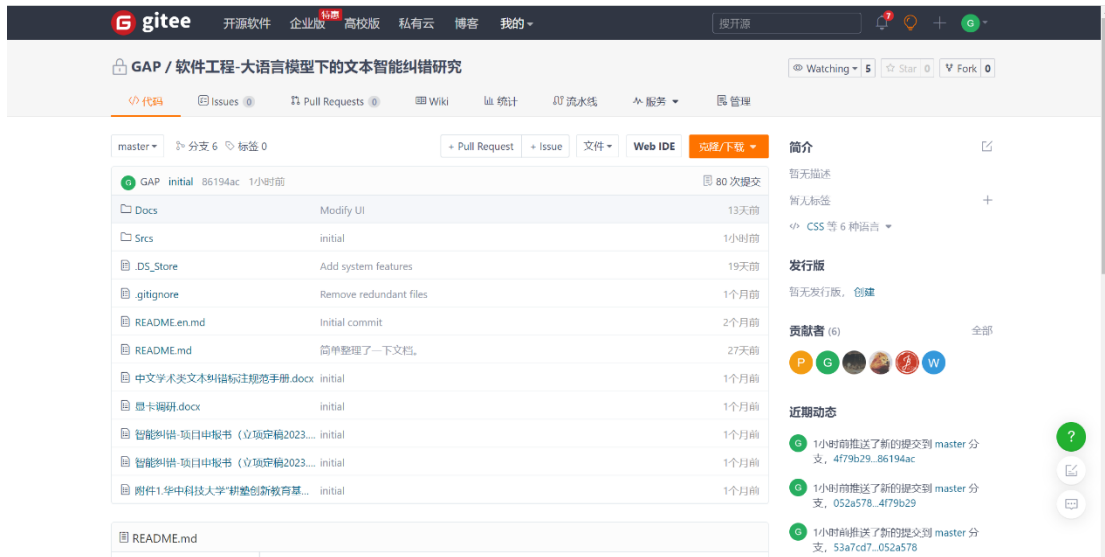 G gitee 开源软件 企业版 特惠 高校版 私有云 博客 我的 搜开源 7 G
GAP / 软件工程-大语言模型下的文本智能纠错研究 Watching 5 Star 0 Fork 0
代码 Issues 0 Pull Requests 0 Wiki 统计 流水线 服务 管理
master 分支 6 标签 0 + Pull Request + Issue 文件 Web IDE 克隆/下载
G GAP initial 86194ac 1小时前 80 次提交
Docs Modify UI 13天前
Srcs initial 1小时前
.DS_Store Add system features 19天前
.gitignore Remove redundant files 1个月前
README.en.md Initial commit 2个月前
README.md 简单整理了一下文档。 27天前
中文学术类文本纠错标注规范手册.docx initial 1个月前
显卡调研.docx initial 1个月前
智能纠错-项目申报书（立项定稿2023.... initial 1个月前
智能纠错-项目申报书（立项定稿2023.... initial 1个月前
附件1.华中科技大学“耕塾创新教育基... initial 1个月前
README.md
简介
暂无描述
暂无标签
CSS 等 6 种语言
发行版
暂无发行版，创建
贡献者 (6) 全部
P G W
近期动态
G 1小时前推送了新的提交到 master 分
支，4f79b29...86194ac
G 1小时前推送了新的提交到 master 分
支，052a578...4f79b29
G 1小时前推送了新的提交到 master 分
支，53a7cd7...052a578
?